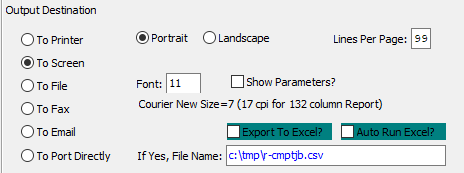 Output Destination
To Printer
Portrait
Landscape
Lines Per Page: 99
To Screen
To File
Font: 11
Show Parameters?
To Fax
Courier New Size=7 (17 cpi for 132 column Report)
To Email
Export To Excel?
Auto Run Excel?
To Port Directly
If Yes, File Name: c:\tmp\r-cmptjb.csv